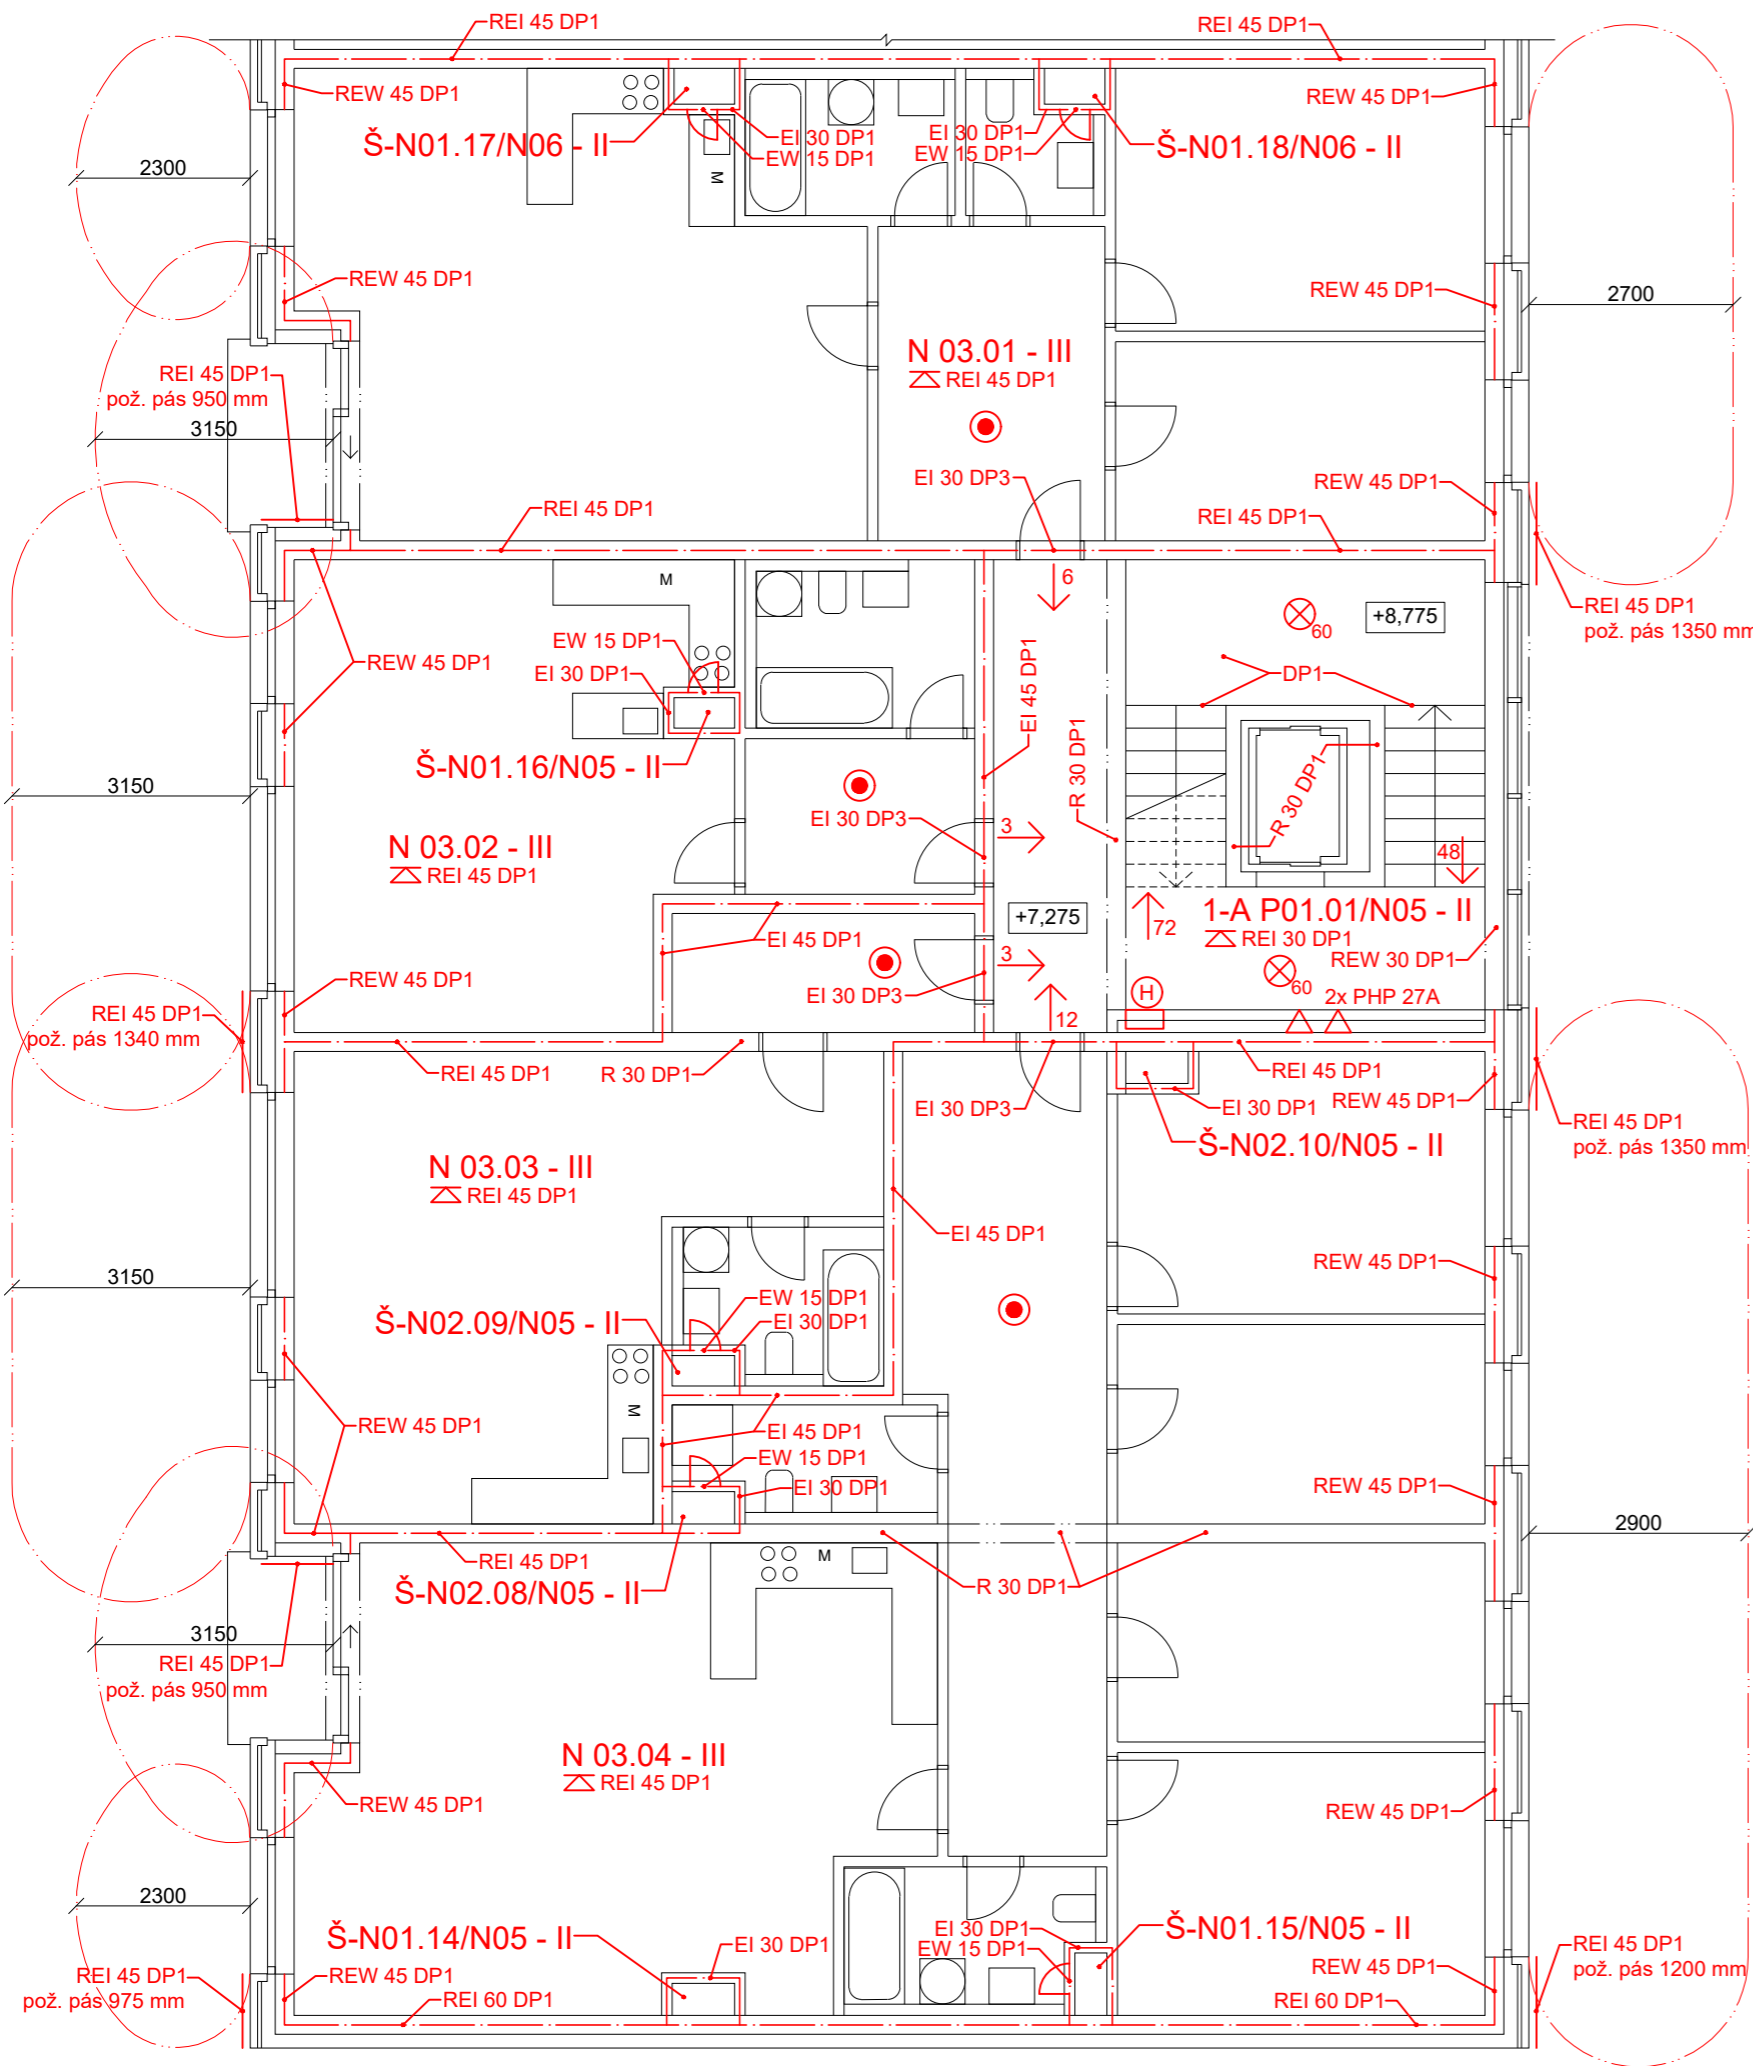 REI 45 DP1
REI 45 DP1
REW 45 DP1
REW 45 DP1
Š-N01.17/N06 - II
EI 30 DP1
EW 15 DP1
EI 30 DP1
EW 15 DP1
Š-N01.18/N06 - II
M
2300
REW 45 DP1
REW 45 DP1
2700
N 03.01 - III
REI 45 DP1
REI 45 DP1
pož. pás 950 mm
3150
EI 30 DP3
REW 45 DP1
REI 45 DP1
REI 45 DP1
M
6
60
+8,775
REI 45 DP1
pož. pás 1350 mm
EW 15 DP1
EI 30 DP1
REW 45 DP1
DP1
EI 45 DP1
R 30 DP1
R 30 DP1
Š-N01.16/N05 - II
3150
EI 30 DP3
3
N 03.02 - III
REI 45 DP1
48
+7,275
72
1-A P01.01/N05 - II
REI 30 DP1
REW 30 DP1
EI 45 DP1
3
EI 30 DP3
REW 45 DP1
H
60
2x PHP 27A
12
REI 45 DP1
pož. pás 1340 mm
REI 45 DP1
R 30 DP1
REI 45 DP1
EI 30 DP3
EI 30 DP1
REW 45 DP1
REI 45 DP1
pož. pás 1350 mm
Š-N02.10/N05 - II
N 03.03 - III
REI 45 DP1
EI 45 DP1
3150
REW 45 DP1
EW 15 DP1
EI 30 DP1
Š-N02.09/N05 - II
M
REW 45 DP1
EI 45 DP1
EW 15 DP1
EI 30 DP1
REW 45 DP1
2900
REI 45 DP1
Š-N02.08/N05 - II
M
R 30 DP1
3150
REI 45 DP1
pož. pás 950 mm
N 03.04 - III
REI 45 DP1
REW 45 DP1
REW 45 DP1
2300
Š-N01.14/N05 - II
EI 30 DP1
EI 30 DP1
EW 15 DP1
Š-N01.15/N05 - II
REI 45 DP1
pož. pás 975 mm
REW 45 DP1
REI 60 DP1
REW 45 DP1
REI 60 DP1
REI 45 DP1
pož. pás 1200 mm